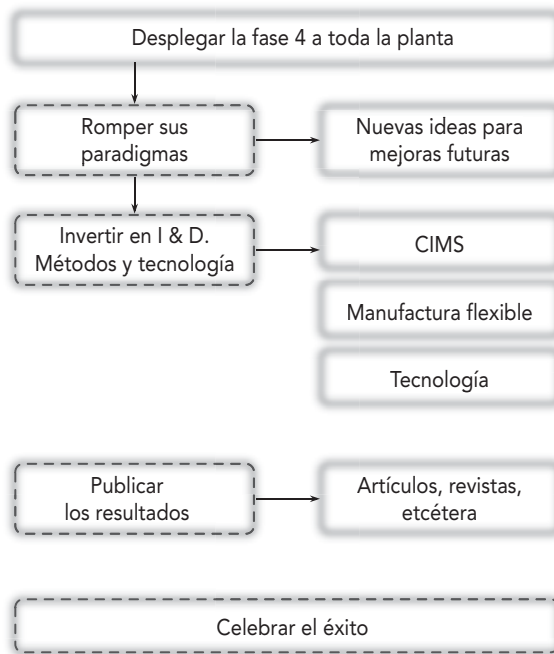 Desplegar la fase 4 a toda la planta
Romper sus
paradigmas
Nuevas ideas para
mejoras futuras
Invertir en I & D.
Métodos y tecnología
CIMS
Manufactura flexible
Tecnología
Publicar
los resultados
Artículos, revistas,
etcétera
Celebrar el éxito